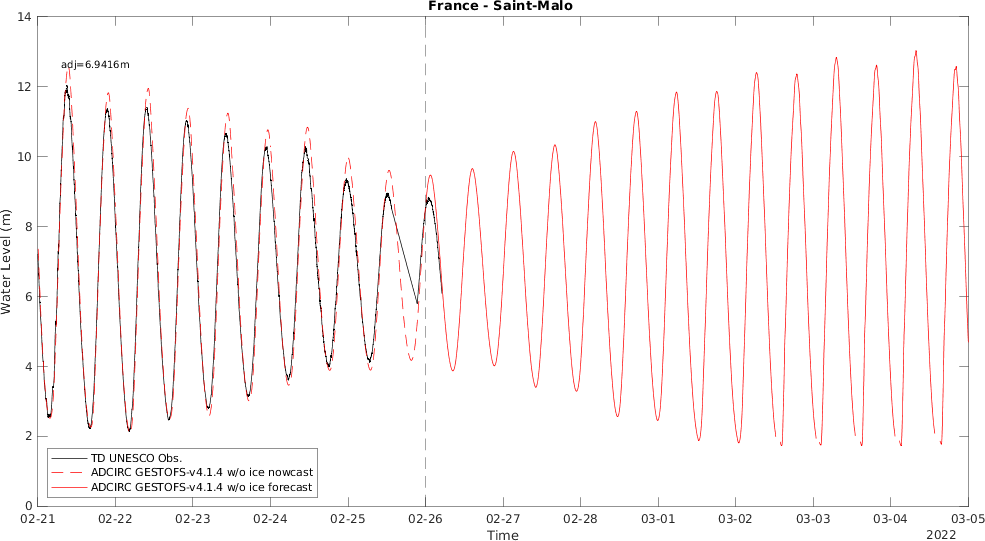 France - Saint-Malo
adj=6.9416m
Water Level (m)
14
12
10
8
6
4
2
0
TD UNESCO Obs.
ADCIRC GESTOFS-v4.1.4 w/o ice nowcast
ADCIRC GESTOFS-v4.1.4 w/o ice forecast
02-21 02-22 02-23 02-24 02-25 02-26 02-27 02-28 03-01 03-02 03-03 03-04 03-05
Time
2022